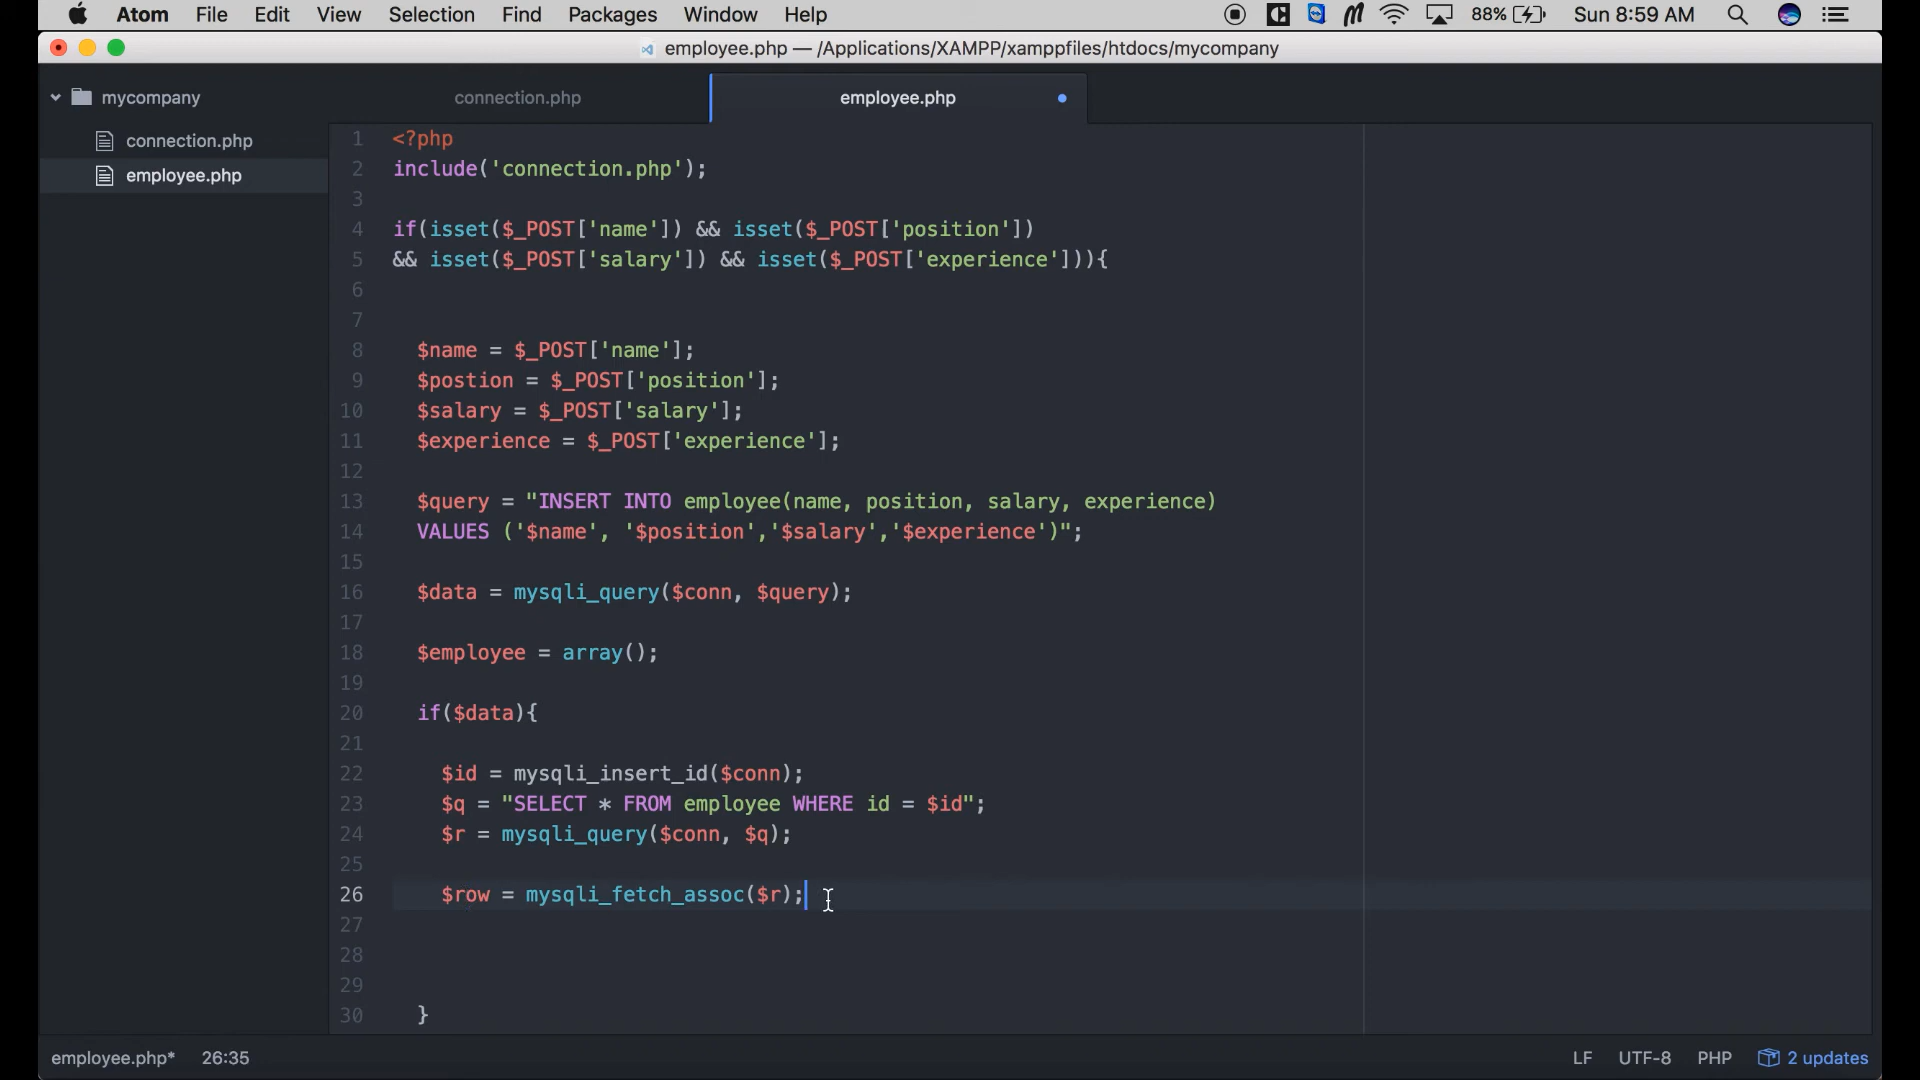 Atom File Edit View Selection Find Packages Window Help 88% Sun 8:59 AM
employee.php — /Applications/XAMPP/xamppfiles/htdocs/mycompany
mycompany
connection.php
employee.php
connection.php employee.php
1 <?php
2 include('connection.php');
3
4 if(isset($_POST['name']) && isset($_POST['position'])
5 && isset($_POST['salary']) && isset($_POST['experience'])){
6
7
8 $name = $_POST['name'];
9 $postion = $_POST['position'];
10 $salary = $_POST['salary'];
11 $experience = $_POST['experience'];
12
13 $query = "INSERT INTO employee(name, position, salary, experience)
14 VALUES ('$name', '$position','$salary','$experience')";
15
16 $data = mysqli_query($conn, $query);
17
18 $employee = array();
19
20 if($data){
21
22 $id = mysqli_insert_id($conn);
23 $q = "SELECT * FROM employee WHERE id = $id";
24 $r = mysqli_query($conn, $q);
25
26 $row = mysqli_fetch_assoc($r);
27
28
29
30 }
employee.php* 26:35 LF UTF-8 PHP 2 updates